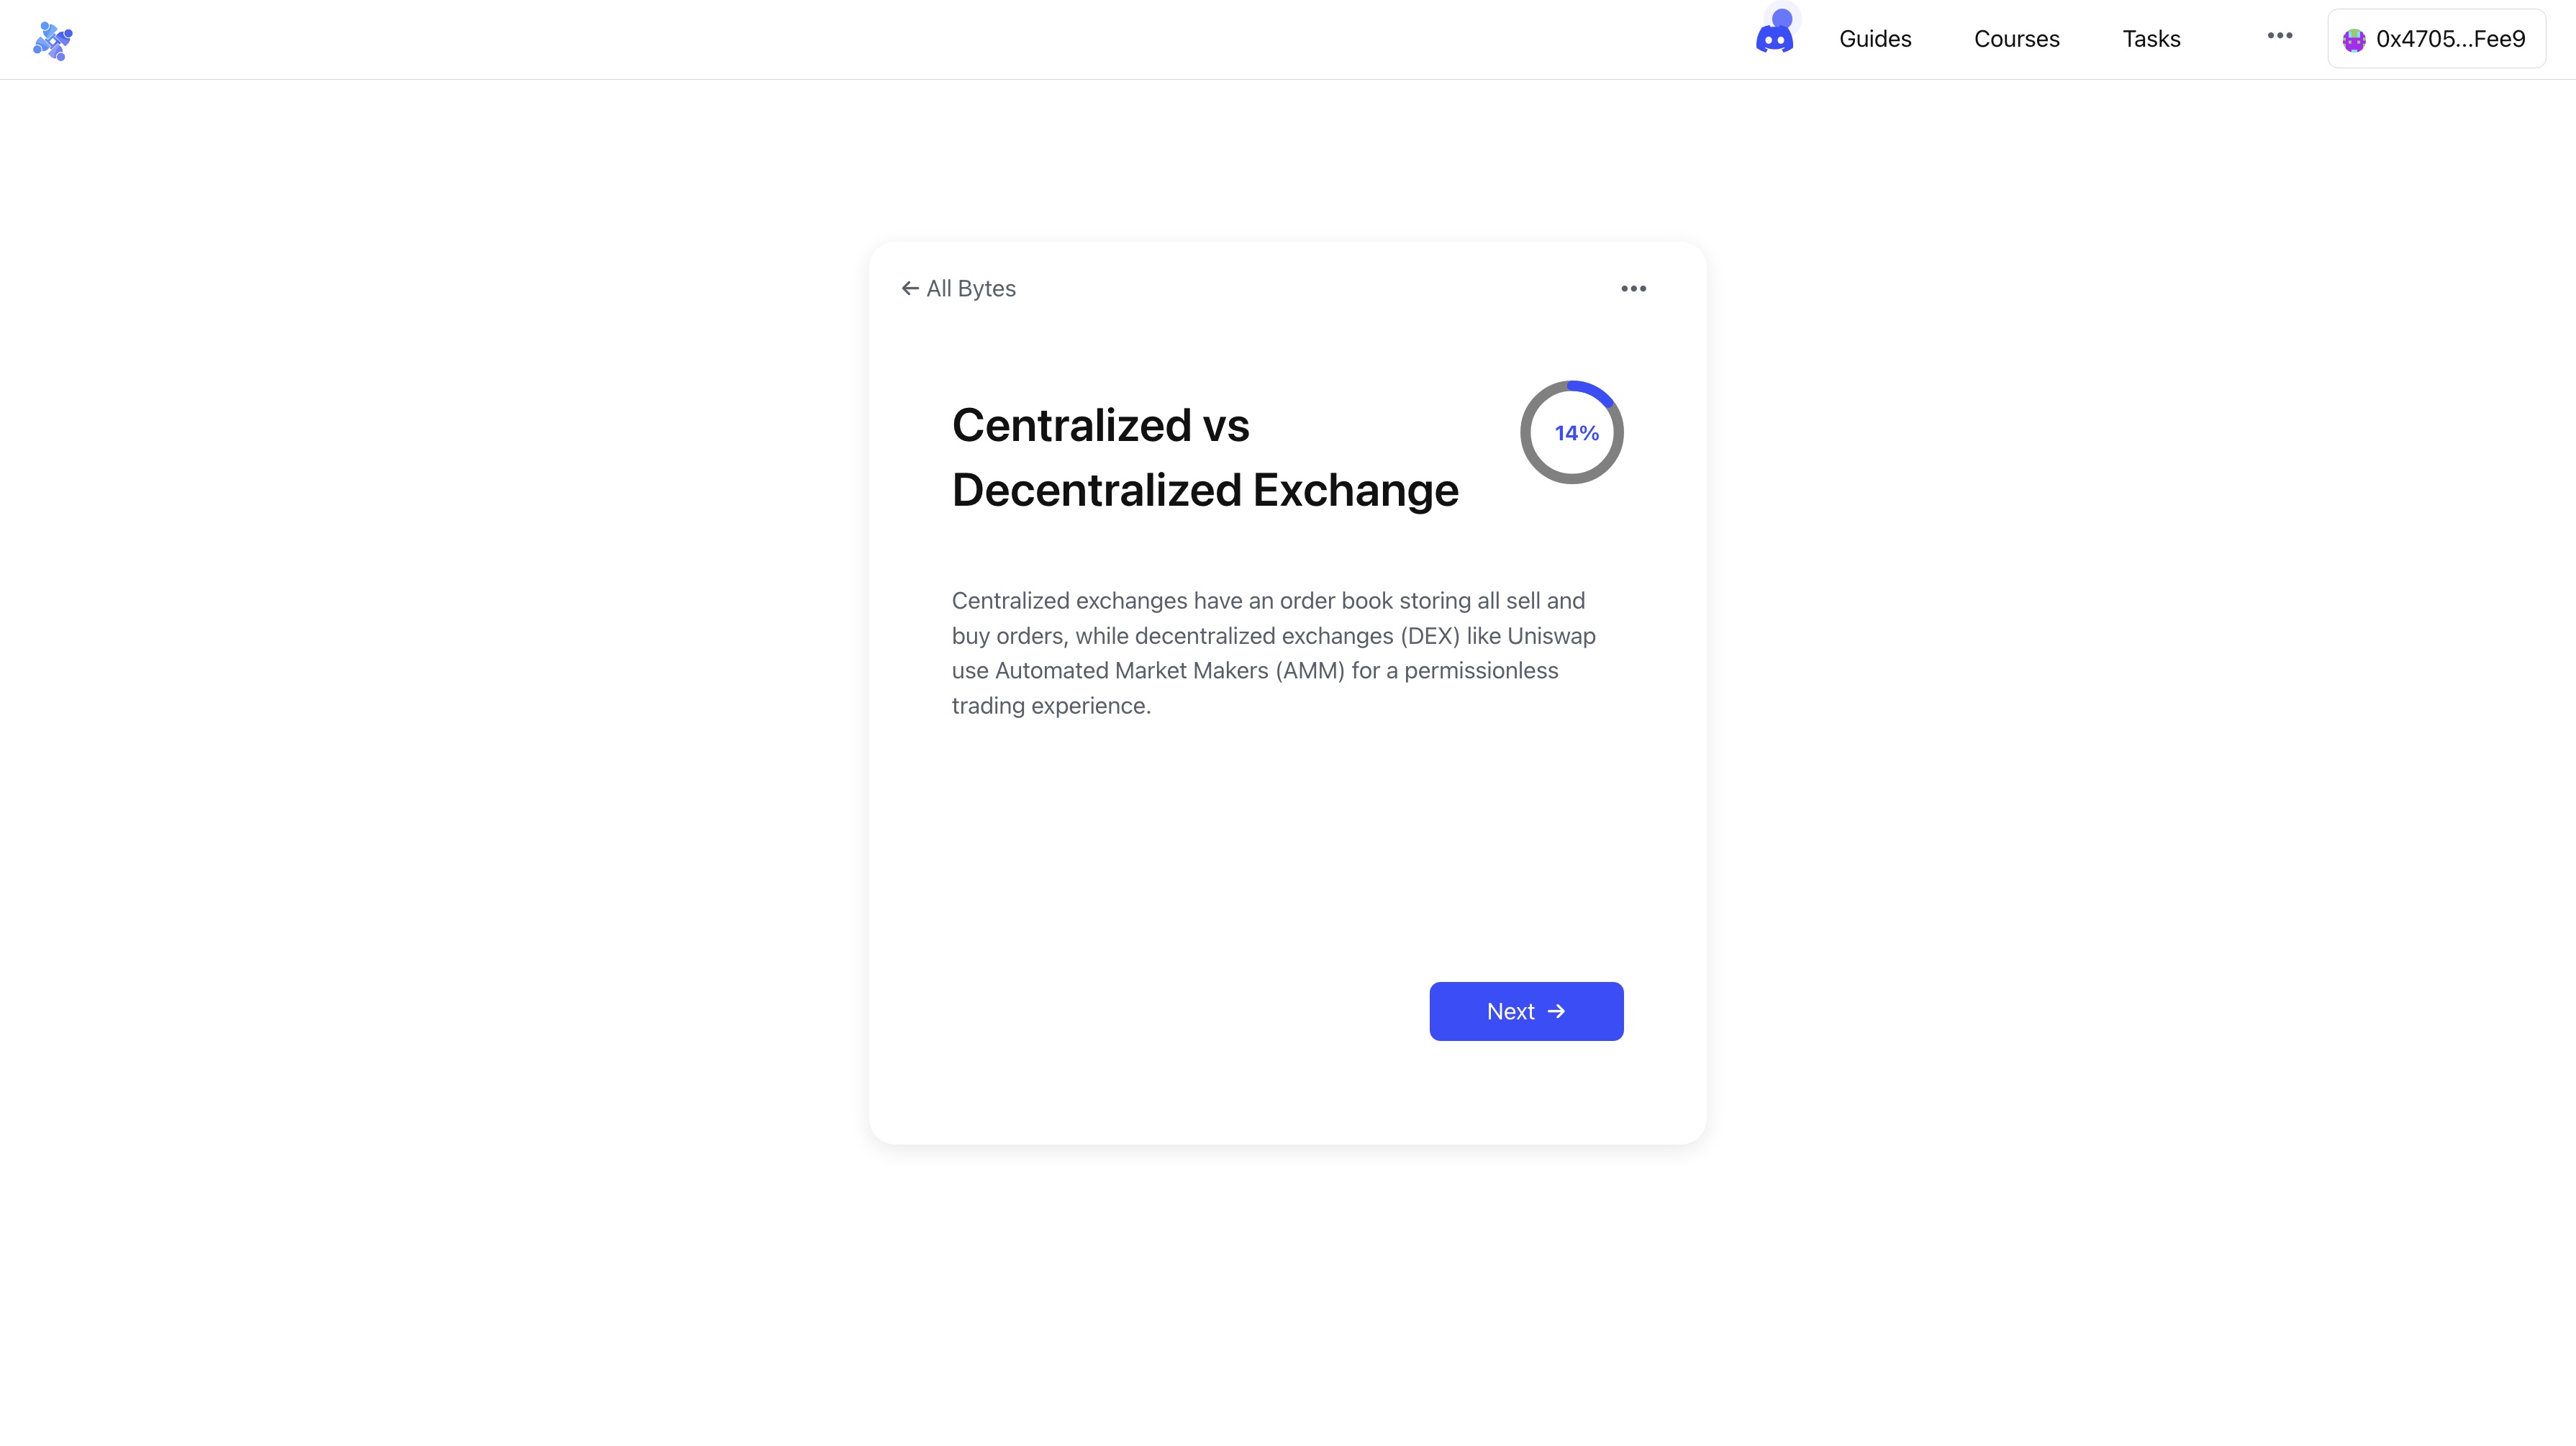 Guides
Courses
Tasks
0x4705...Fee9
All Bytes
Centralized vs
Decentralized Exchange
14%
Centralized exchanges have an order book storing all sell and
buy orders, while decentralized exchanges (DEX) like Uniswap
use Automated Market Makers (AMM) for a permissionless
trading experience.
Next